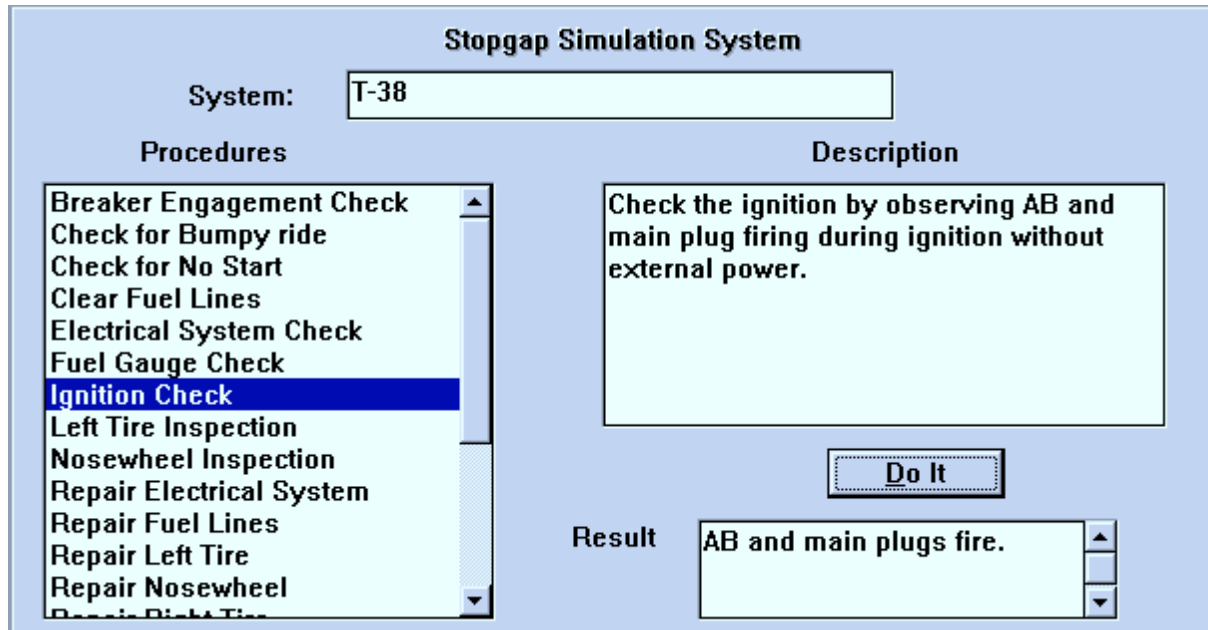 Stopgap Simulation System
System: T-38
Procedures
Description
Breaker Engagement Check
Check for Bumpy ride
Check for No Start
Clear Fuel Lines
Electrical System Check
Fuel Gauge Check
Ignition Check
Left Tire Inspection
Nosewheel Inspection
Repair Electrical System
Repair Fuel Lines
Repair Left Tire
Repair Nosewheel
Repair Right Tire
Check the ignition by observing AB and
main plug firing during ignition without
external power.
Do It
Result
AB and main plugs fire.